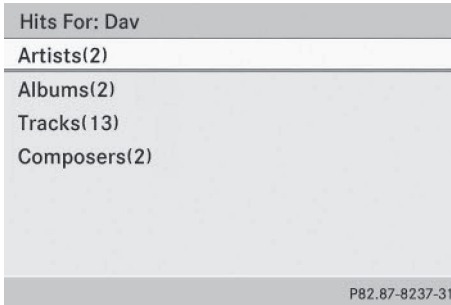 Hits For: Dav
Artists(2)
Albums(2)
Tracks(13)
Composers(2)
P82.87-8237-31